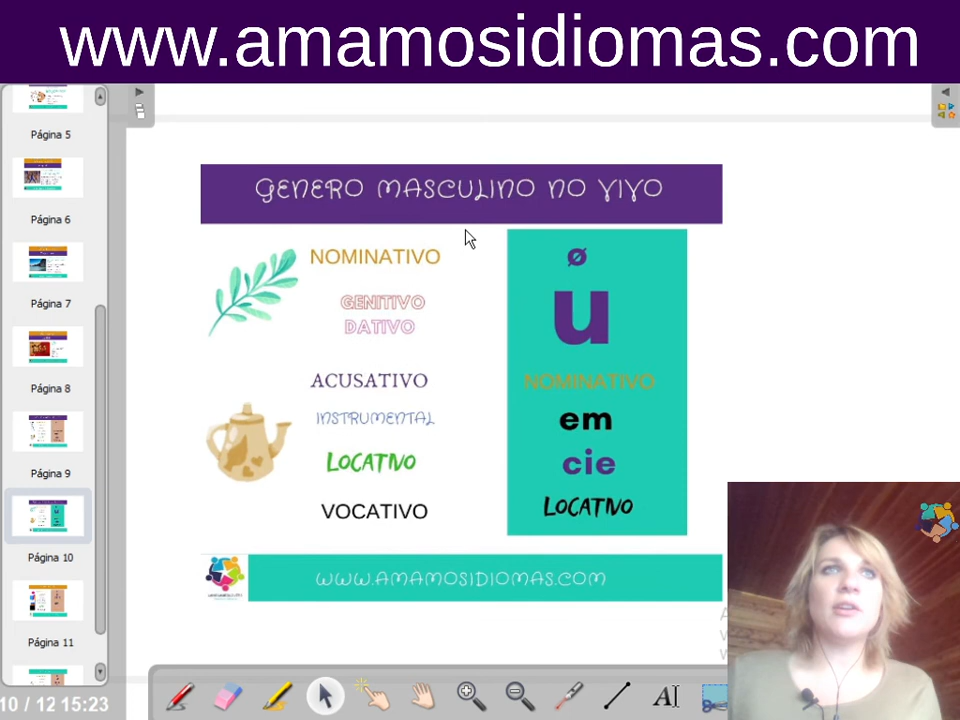 www.amamosidiomas.com
Página 5
Página 6
Página 7
Página 8
Página 9
Página 10
Página 11
10 / 12 15:23
GENERO MASCULINO NO VIVO
NOMINATIVO
ø
GENITIVO
u
DATIVO
ACUSATIVO
NOMINATIVO
INSTRUMENTAL
em
LOCATIVO
cie
VOCATIVO
LOCATIVO
WWW.AMAMOSIDIOMAS.COM
A